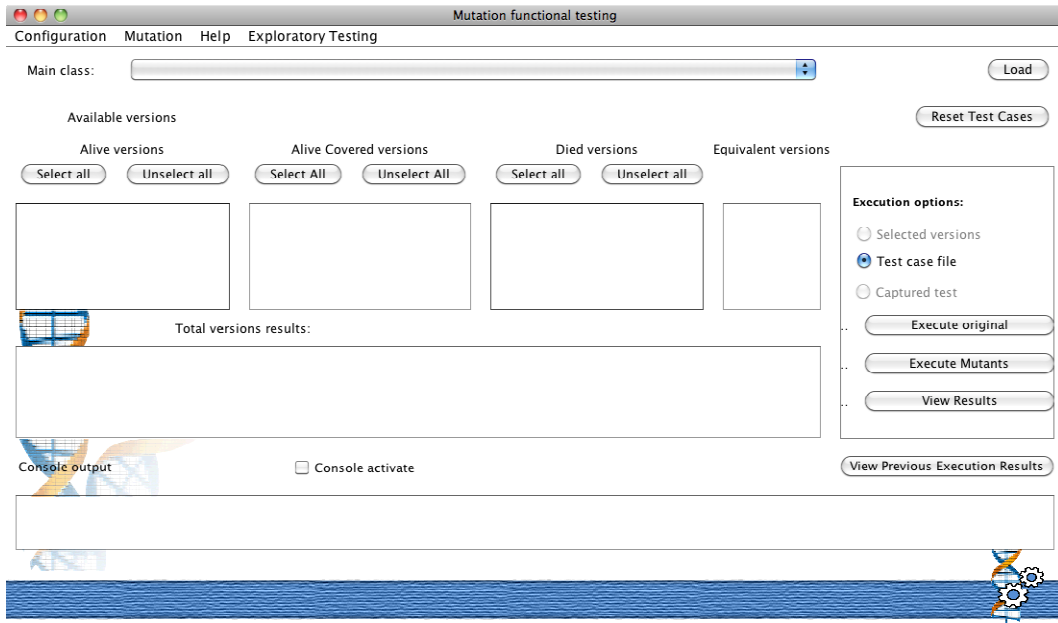 Mutation functional testing
Configuration Mutation Help Exploratory Testing
Main class: Load
Available versions Reset Test Cases
Alive versions Alive Covered versions Died versions Equivalent versions
Select all Unselect all Select All Unselect All Select all Unselect all
Execution options:
Selected versions
Test case file
Captured test
Total versions results: .. Execute original
.. Execute Mutants
.. View Results
Console output Console activate View Previous Execution Results